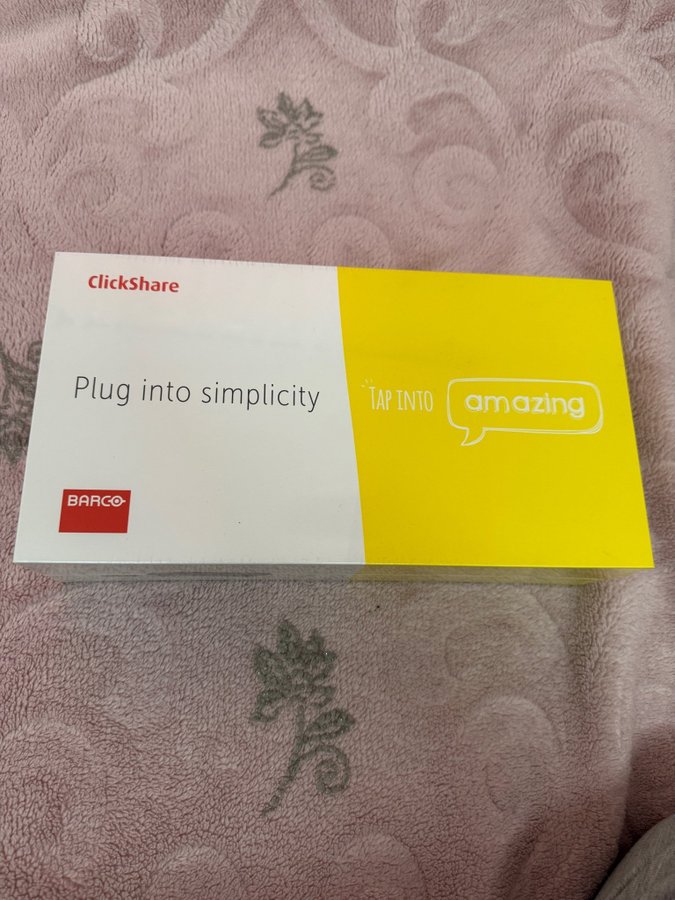 ClickShare
Plug into simplicity
TAP INTO
amazing
BARCO